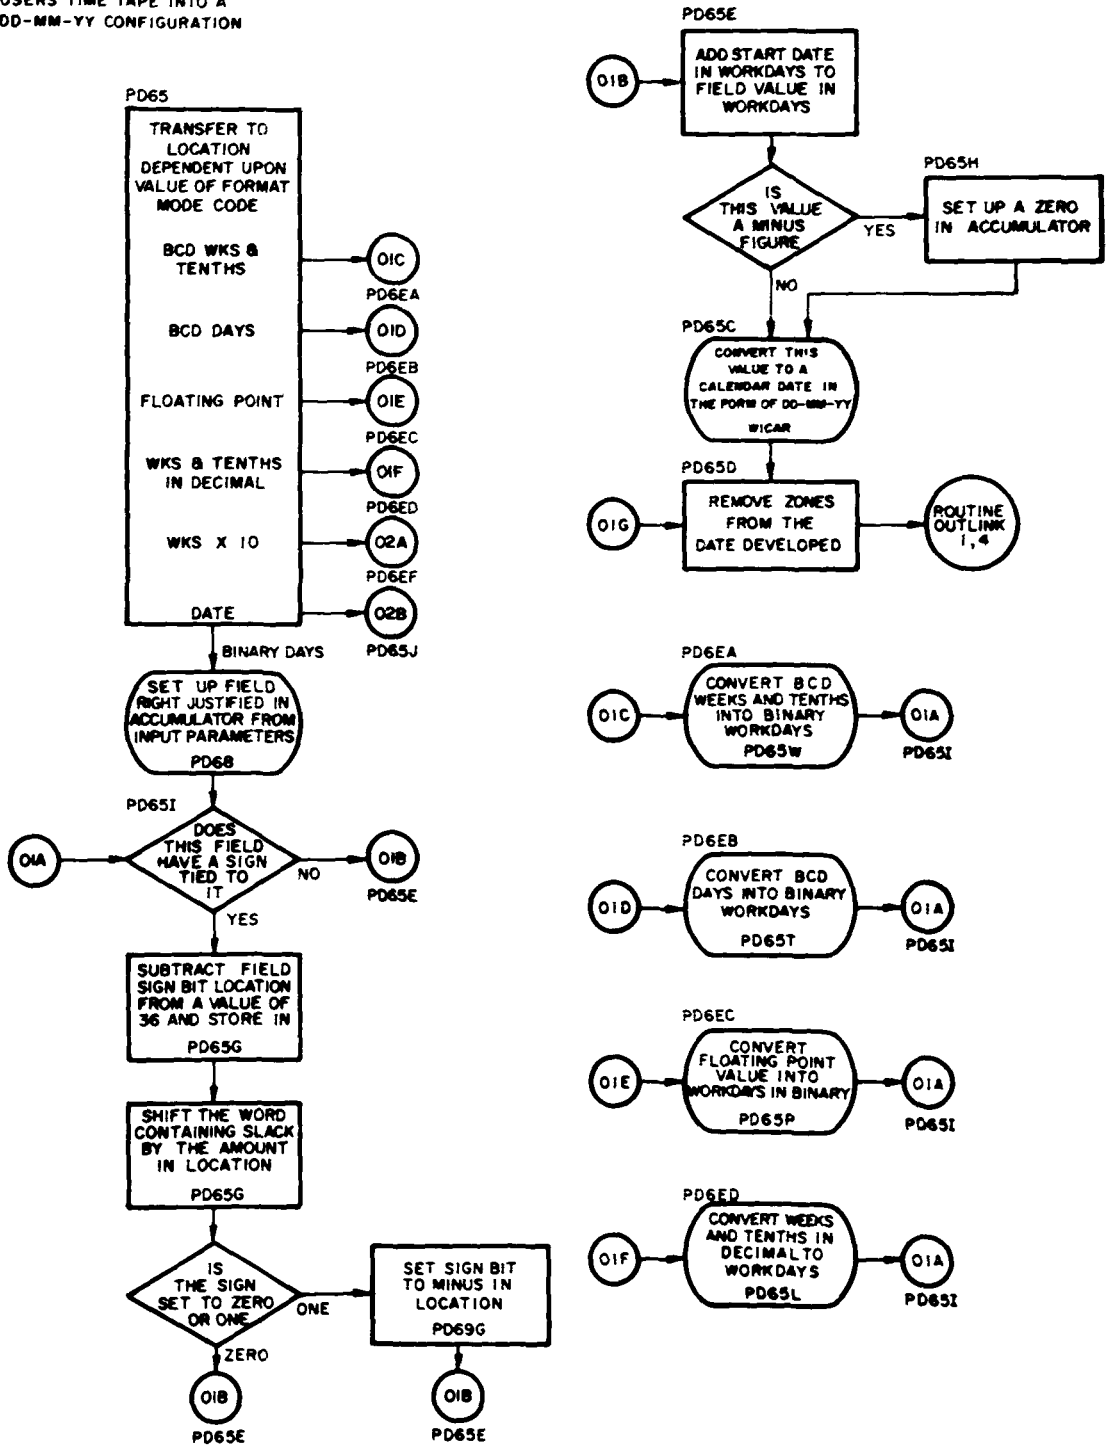 USERS TIME TAPE INTO A
DD-MM-YY CONFIGURATION
PD65
TRANSFER TO
LOCATION
DEPENDENT UPON
VALUE OF FORMAT
MODE CODE
BCD WKS &
TENTHS
01C
PD6EA
BCD DAYS
01D
PD6EB
FLOATING POINT
01E
PD6EC
WKS & TENTHS
IN DECIMAL
01F
PD6ED
WKS X 10
02A
PD6EF
DATE
02B
PD65J
BINARY DAYS
SET UP FIELD
RIGHT JUSTIFIED IN
ACCUMULATOR FROM
INPUT PARAMETERS
PD68
PD65I
01A
DOES
THIS FIELD
HAVE A SIGN
TIED TO
IT
NO
01B
PD65E
YES
SUBTRACT FIELD
SIGN BIT LOCATION
FROM A VALUE OF
36 AND STORE IN
PD65G
SHIFT THE WORD
CONTAINING SLACK
BY THE AMOUNT
IN LOCATION
PD65G
IS
THE SIGN
SET TO ZERO
OR ONE
ONE
SET SIGN BIT
TO MINUS IN
LOCATION
PD69G
ZERO
01B
PD65E
01B
PD65E
PD65E
01B
ADD START DATE
IN WORKDAYS TO
FIELD VALUE IN
WORKDAYS
IS
THIS VALUE
A MINUS
FIGURE
YES
PD65H
SET UP A ZERO
IN ACCUMULATOR
NO
PD65C
CONVERT THIS
VALUE TO A
CALENDAR DATE IN
THE FORM OF DD-MM-YY
WICAR
PD65D
01G
REMOVE ZONES
FROM THE
DATE DEVELOPED
ROUTINE
OUTLINK
1,4
PD6EA
01C
CONVERT BCD
WEEKS AND TENTHS
INTO BINARY
WORKDAYS
PD65W
01A
PD65I
PD6EB
01D
CONVERT BCD
DAYS INTO BINARY
WORKDAYS
PD65T
01A
PD65I
PD6EC
01E
CONVERT
FLOATING POINT
VALUE INTO
WORKDAYS IN BINARY
PD65P
01A
PD65I
PD6ED
01F
CONVERT WEEKS
AND TENTHS IN
DECIMAL TO
WORKDAYS
PD65L
01A
PD65I